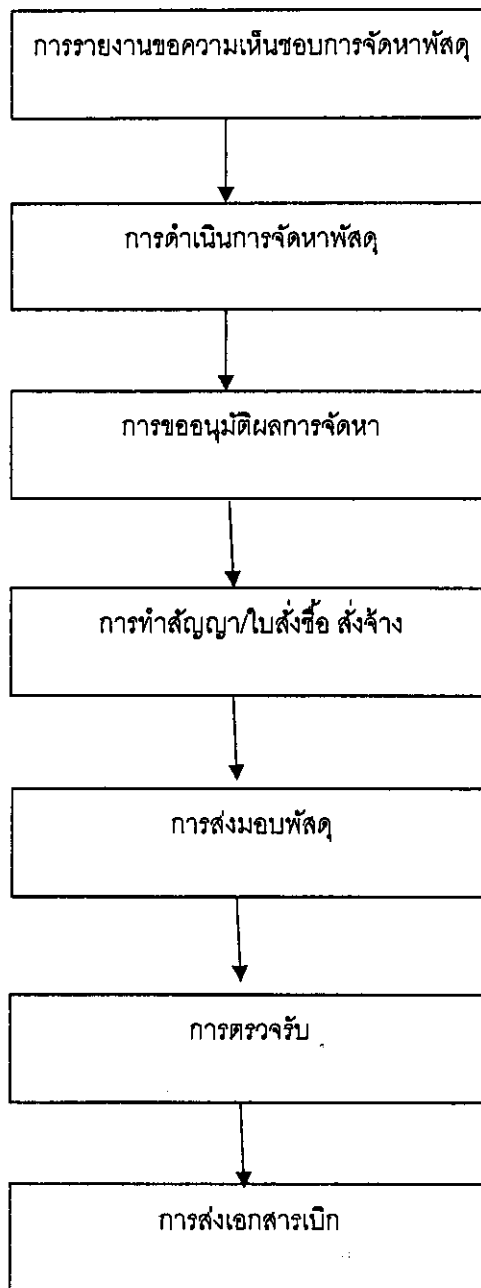 การรายงานขอความเห็นชอบการจัดหาพัสดุ
การดำเนินการจัดหาพัสดุ
การขออนุมัติผลการจัดหา
การทำสัญญา/ใบสั่งซื้อ สั่งจ้าง
การส่งมอบพัสดุ
การตรวจรับ
การส่งเอกสารเบิก